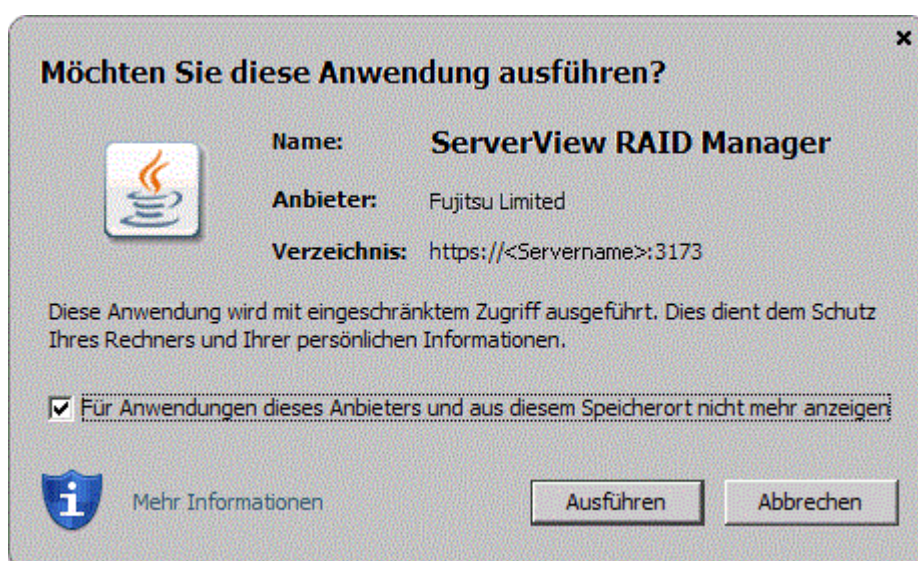 Möchten Sie diese Anwendung ausführen?
Name: ServerView RAID Manager
Anbieter: Fujitsu Limited
Verzeichnis: https://<Servername>:3173
Diese Anwendung wird mit eingeschränktem Zugriff ausgeführt. Dies dient dem Schutz
Ihres Rechners und Ihrer persönlichen Informationen.
Für Anwendungen dieses Anbieters und aus diesem Speicherort nicht mehr anzeigen
Mehr Informationen Ausführen Abbrechen